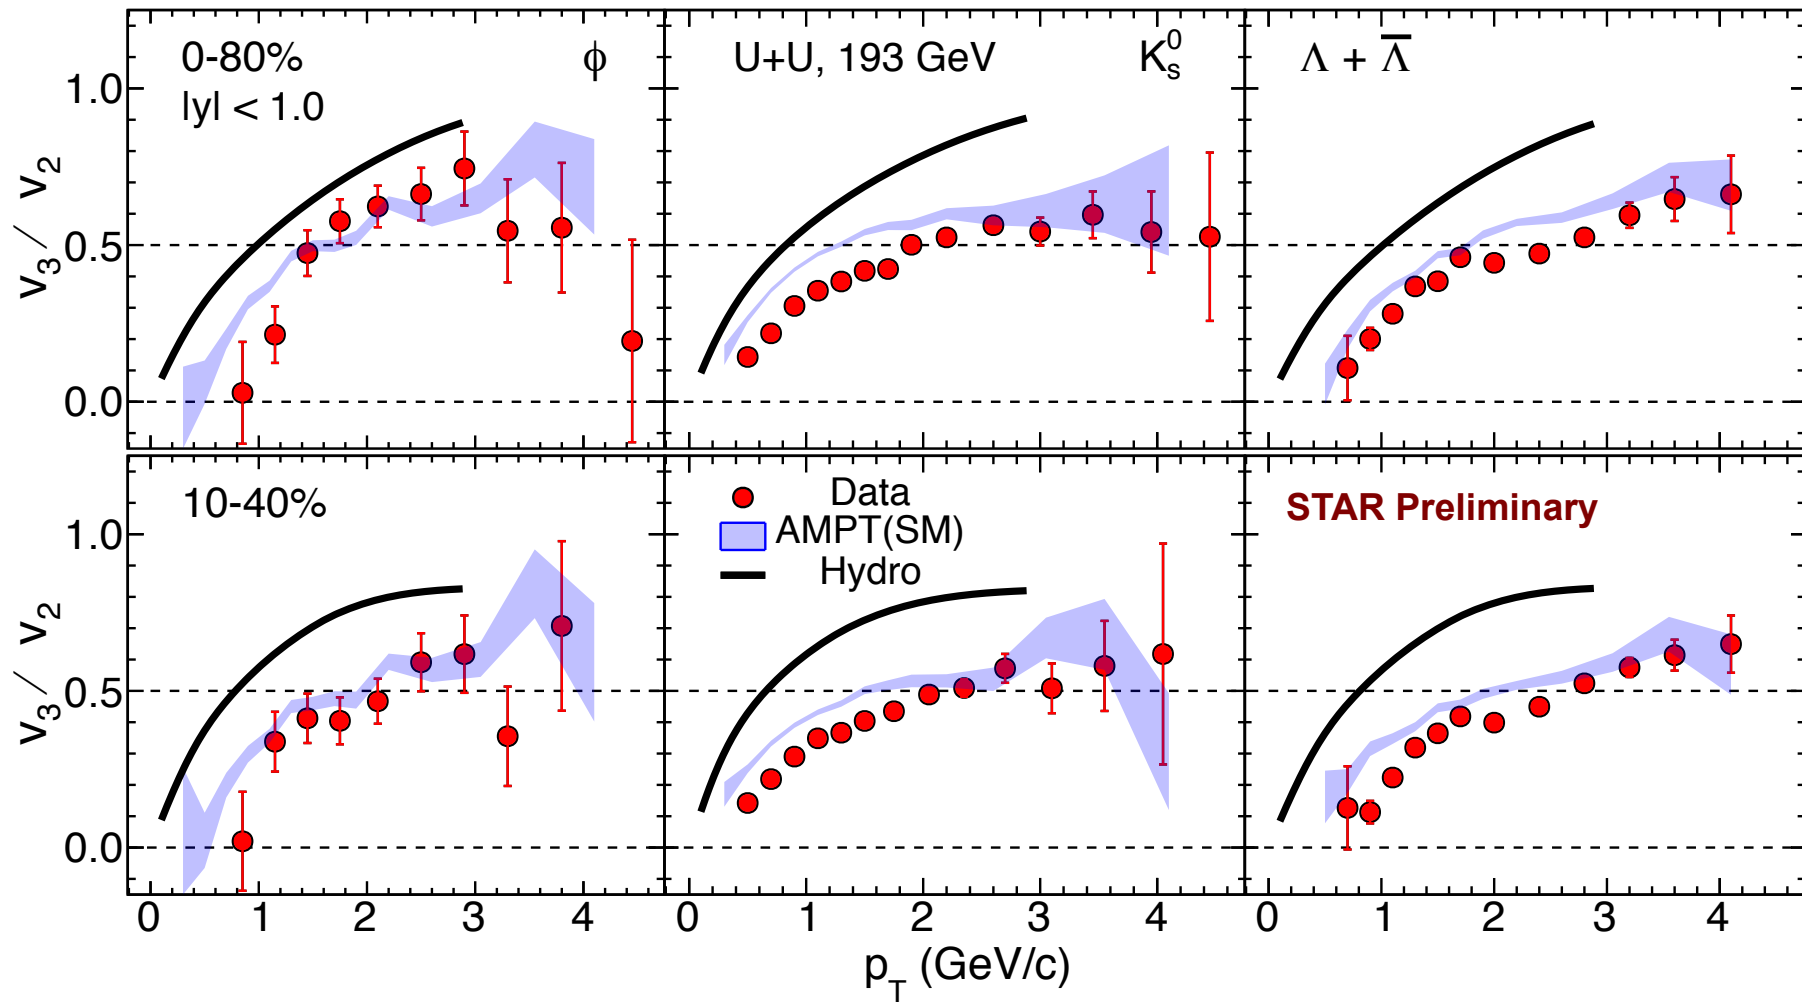 0-80%
|y| < 1.0
ϕ
U+U, 193 GeV
K⁰ₛ
Λ + Λ̅
v₃ / v₂
1.0
0.5
0.0
10-40%
Data
AMPT(SM)
Hydro
STAR Preliminary
v₃ / v₂
1.0
0.5
0.0
0 1 2 3 4
0 1 2 3 4
0 1 2 3 4
p_T (GeV/c)